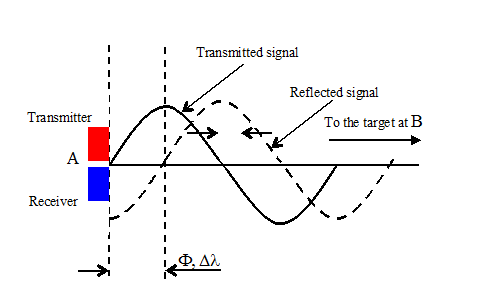 Transmitted signal
Reflected signal
Transmitter
To the target at B
A
Receiver
Φ, Δλ